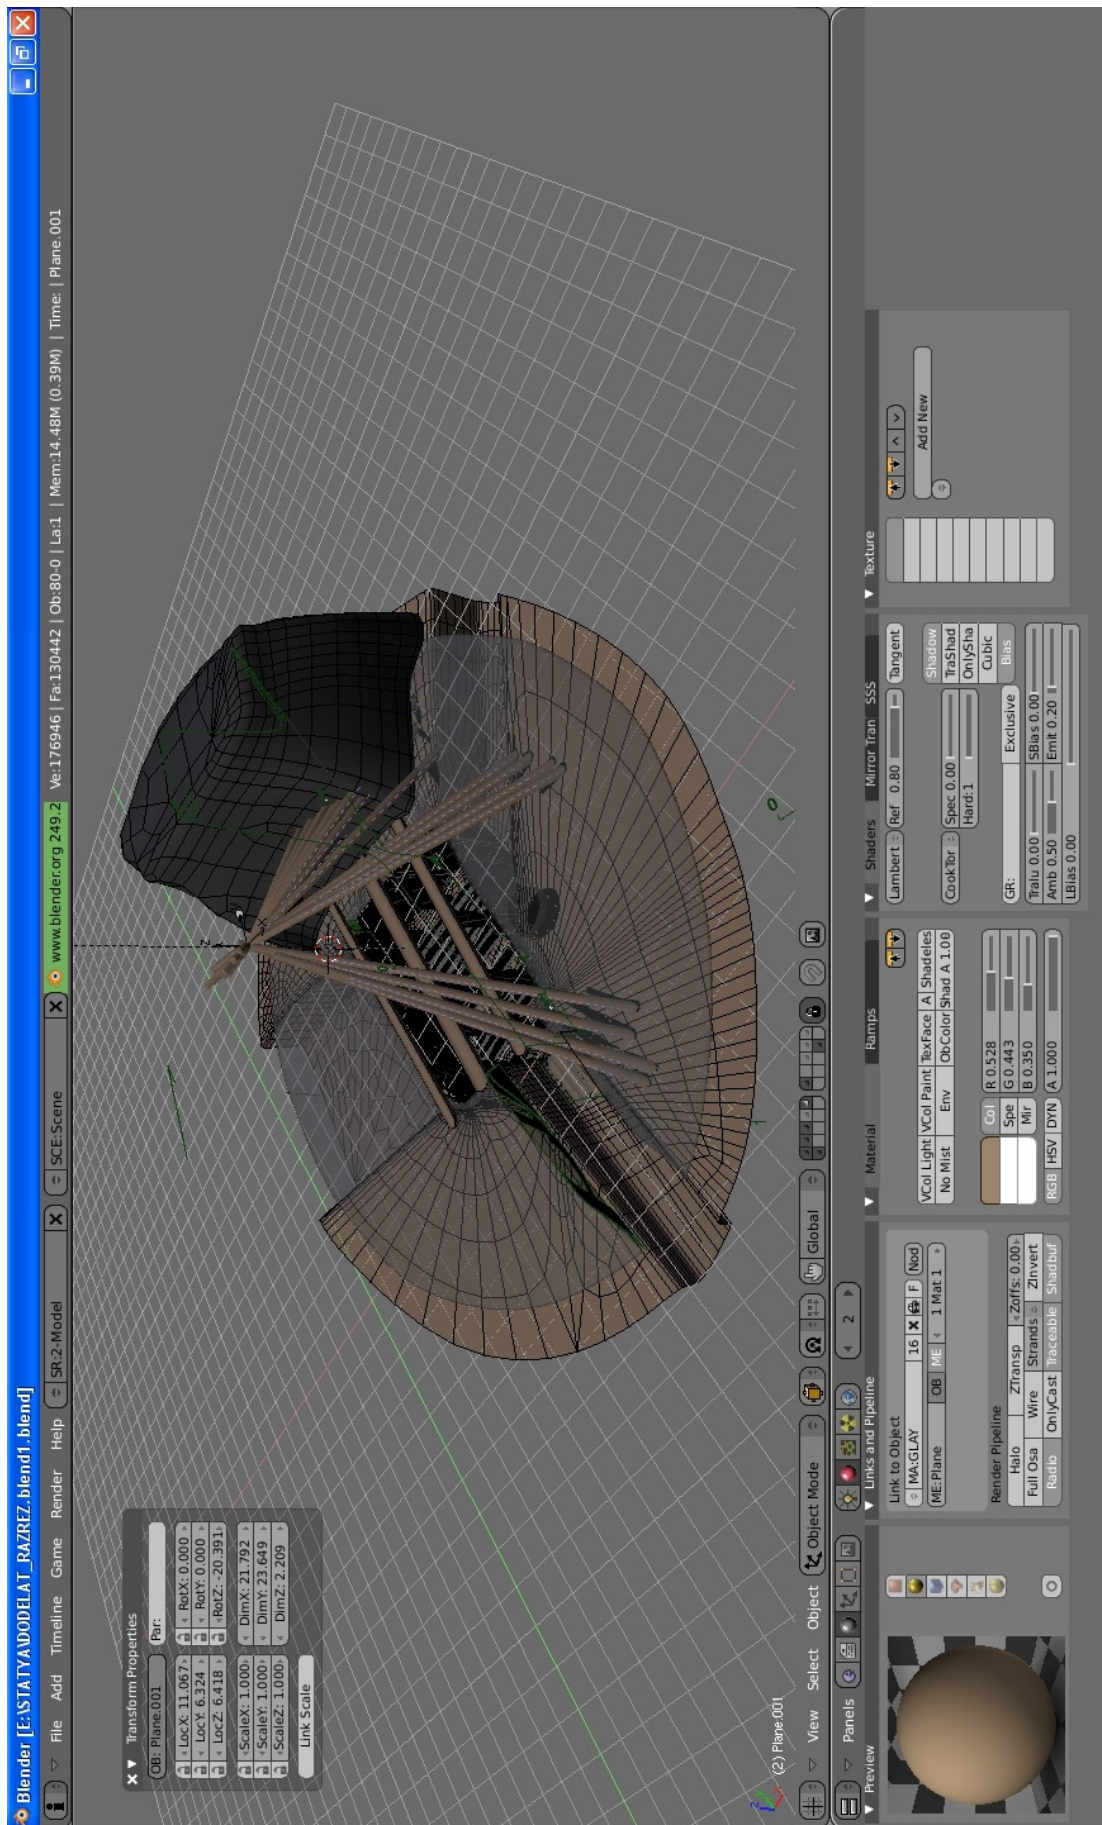 Blender [E:\STATYA\DODELAT_RAZREZ.blend1.blend]
File Add Timeline Game Render Help
SR:2-Model
SCE:Scene
www.blender.org 249.2
Ve:176946 | Fa:130442 | Ob:80-0 | La:1 | Mem:14.48M (0.39M) | Time: | Plane.001
Transform Properties
OB: Plane.001
Par:
LocX: 11.067
RotX: 0.000
LocY: 6.324
RotY: 0.000
LocZ: 6.418
RotZ: -20.391
ScaleX: 1.000
DimX: 21.792
ScaleY: 1.000
DimY: 23.649
ScaleZ: 1.000
DimZ: 2.209
Link Scale
z
(2) Plane.001
View Select Object
Object Mode
Global
Panels
2
Preview
Links and Pipeline
Link to Object
MA:GLAY
16
F
Nod
ME:Plane
OB
ME
1 Mat 1
Render Pipeline
Halo
ZTransp
Zoffs: 0.00
Full Osa
Wire
Strands
ZInvert
Radio
OnlyCast
Traceable
Shadbuf
Material
Ramps
VCol Light
VCol Paint
TexFace
A
Shadeles
No Mist
Env
ObColor
Shad A 1.00
Col
R 0.528
Spe
G 0.443
Mir
B 0.350
RGB
HSV
DYN
A 1.000
Shaders
Mirror Tran
SSS
Lambert
Ref 0.80
Tangent
CookTor
Spec 0.00
Hard:1
Shadow
TraShad
OnlySha
Cubic
Bias
GR:
Exclusive
Tralu 0.00
SBias 0.00
Amb 0.50
Emit 0.20
LBias 0.00
Texture
Add New